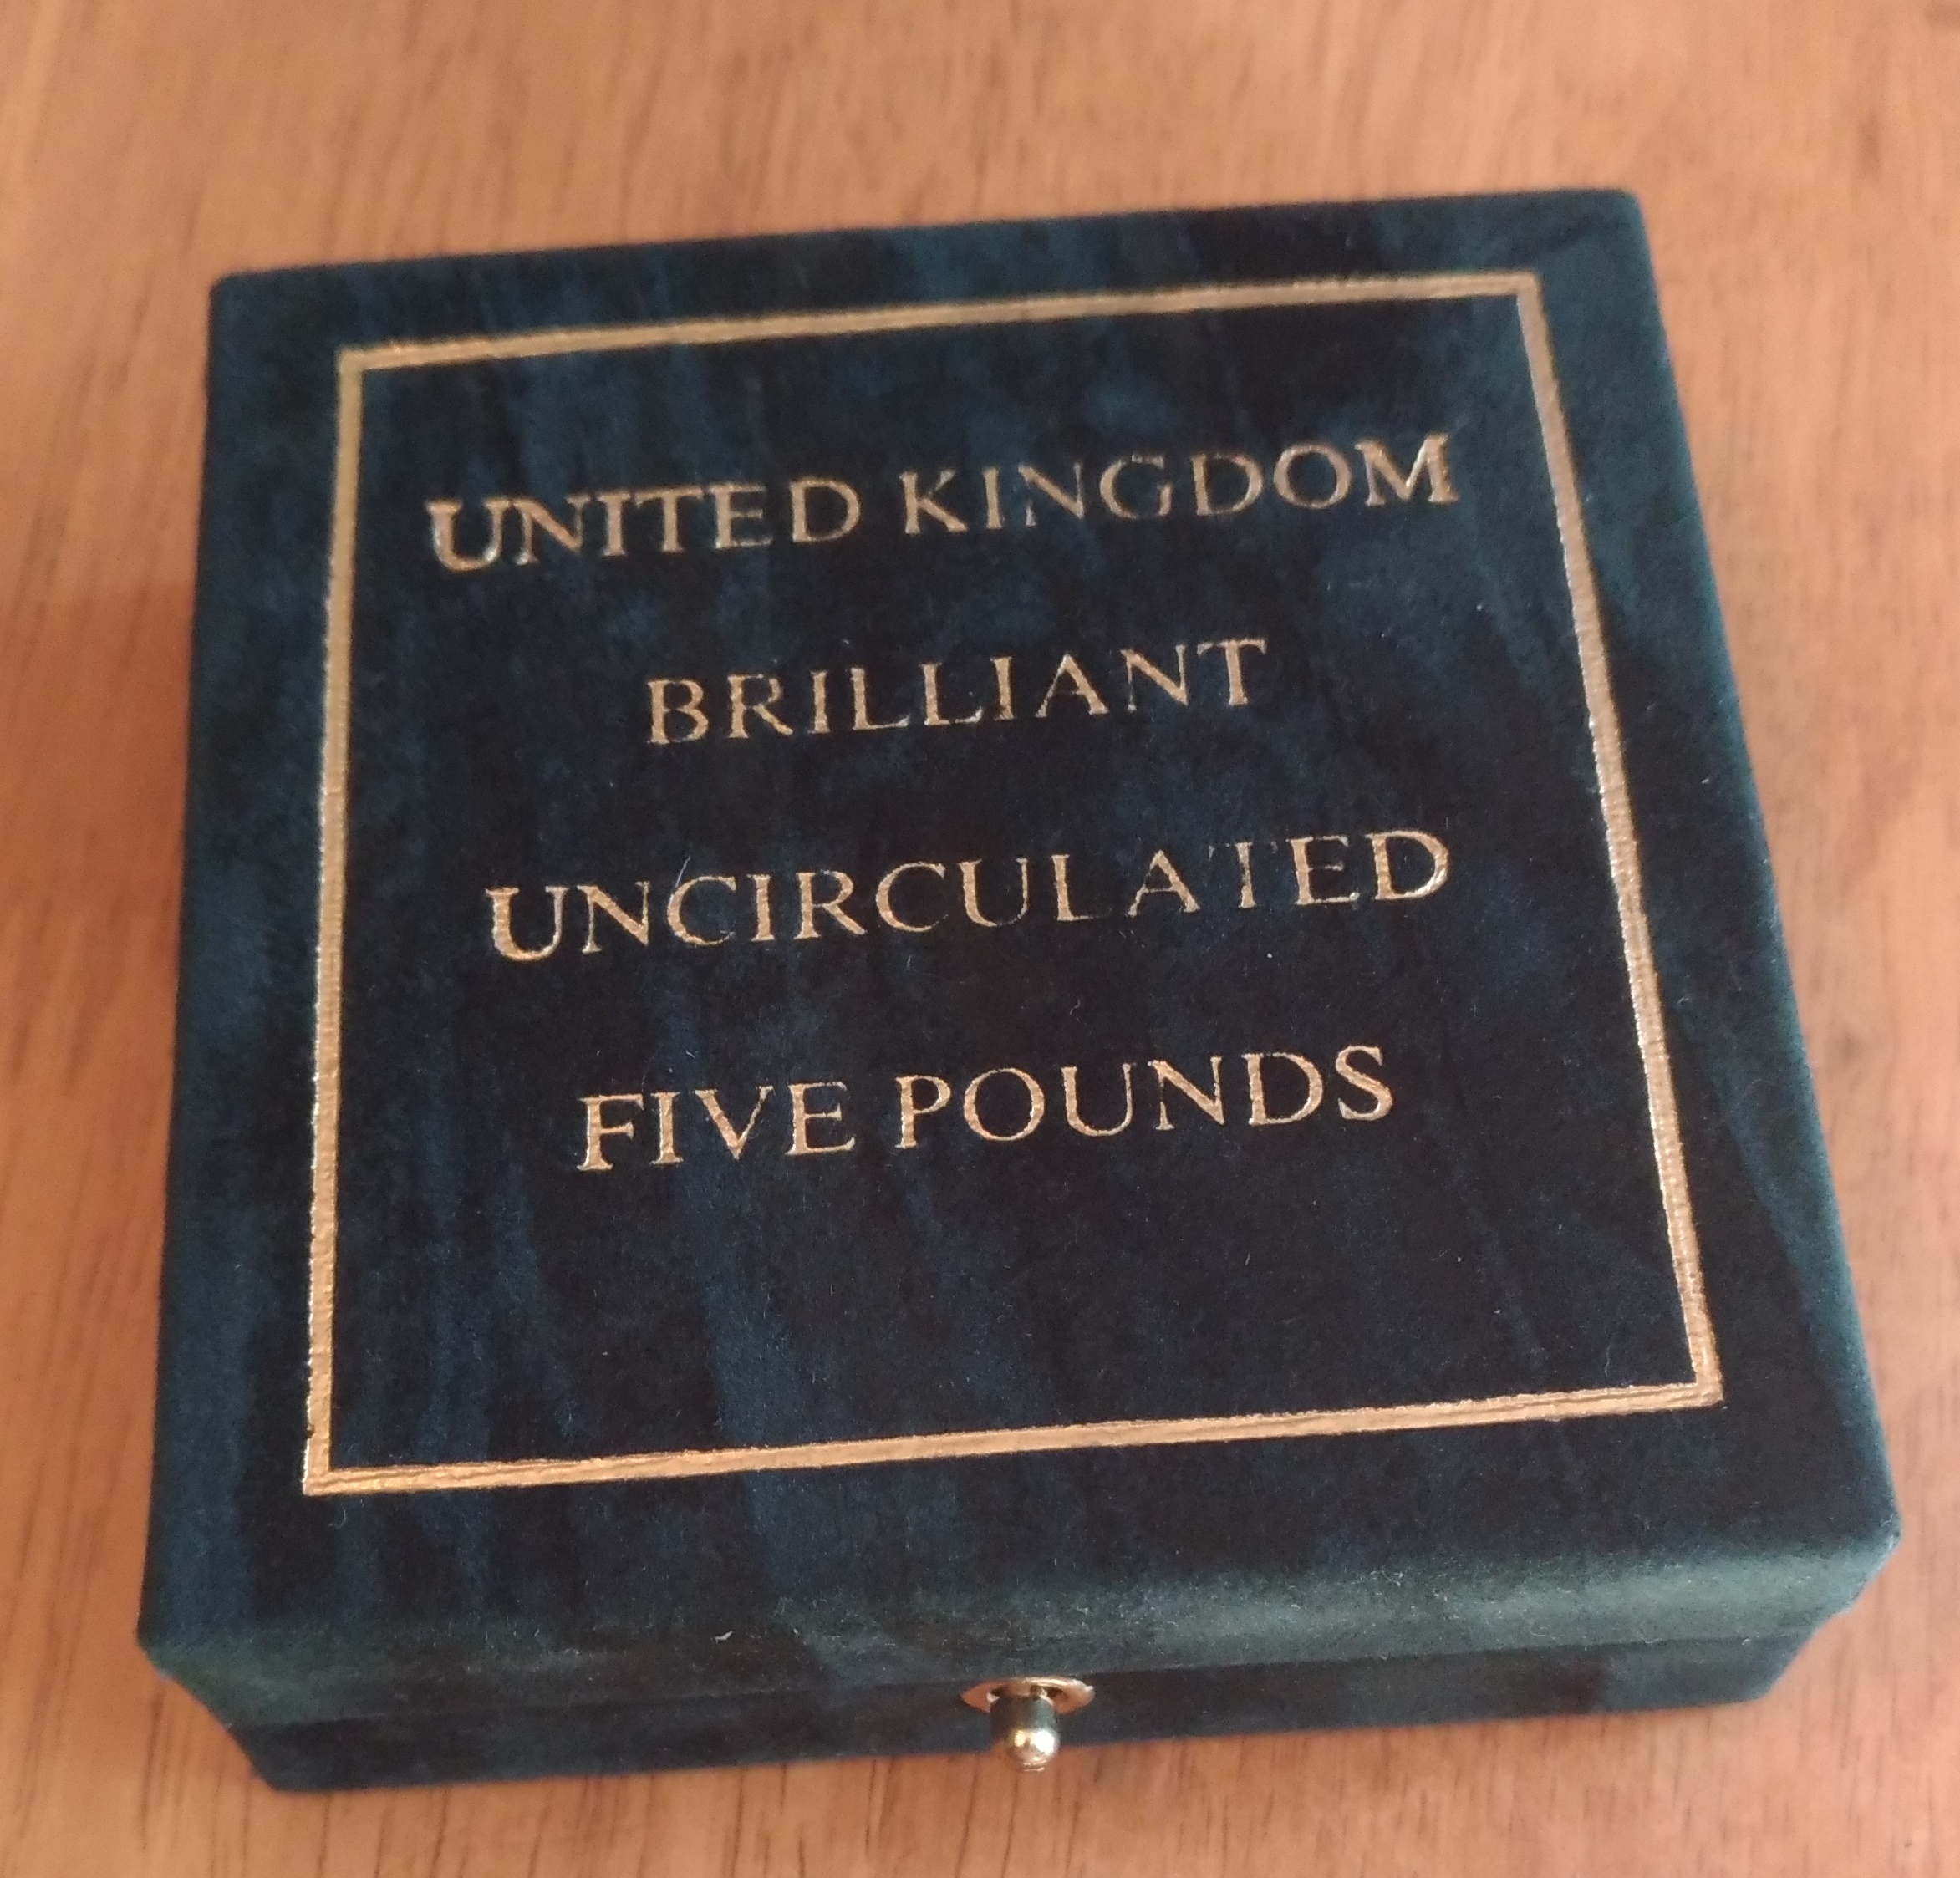 UNITED KINGDOM
BRILLIANT
UNCIRCULATED
FIVE POUNDS